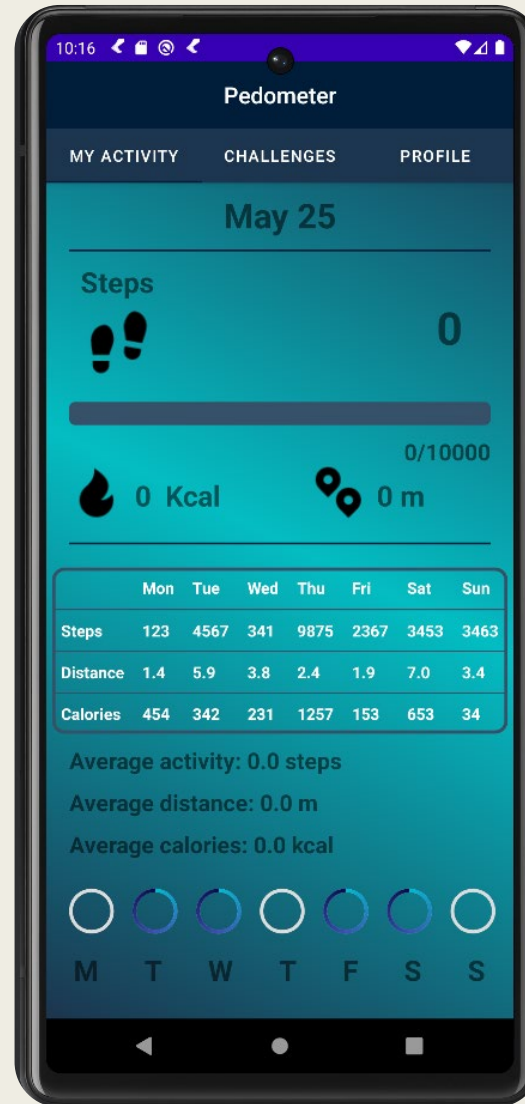 10:16
Pedometer
MY ACTIVITY CHALLENGES PROFILE
May 25
Steps
0
0/10000
0 Kcal 0 m
Mon Tue Wed Thu Fri Sat Sun
Steps 123 4567 341 9875 2367 3453 3463
Distance 1.4 5.9 3.8 2.4 1.9 7.0 3.4
Calories 454 342 231 1257 153 653 34
Average activity: 0.0 steps
Average distance: 0.0 m
Average calories: 0.0 kcal
M T W T F S S